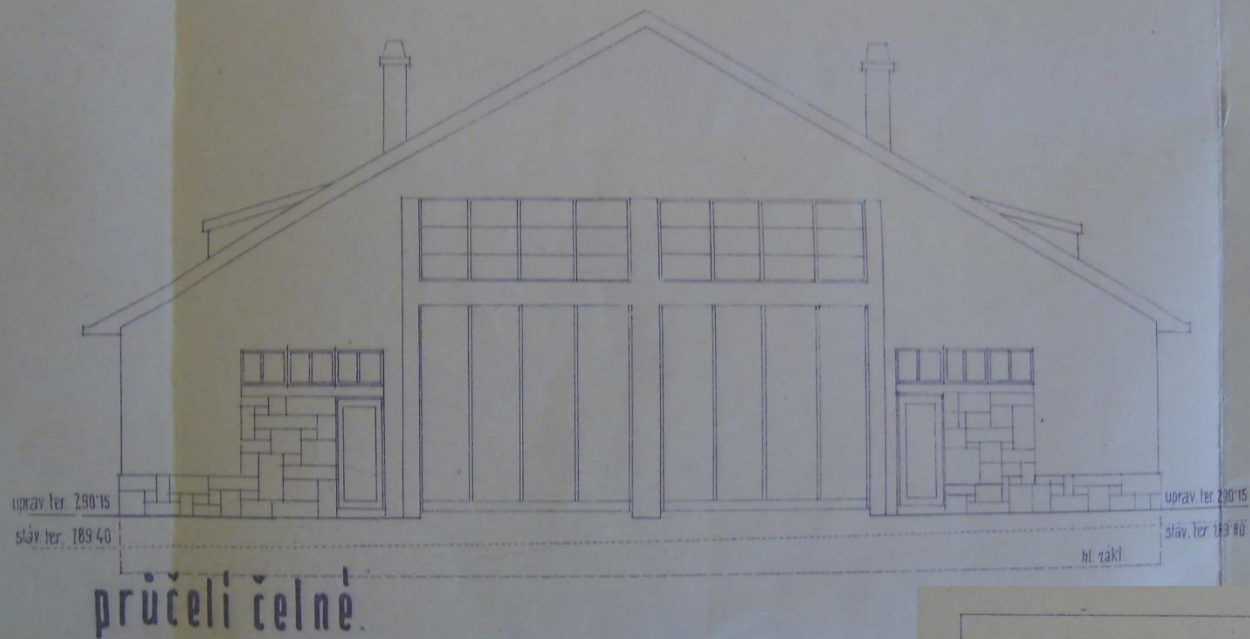 uprav. ter. 290'15
uprav. ter. 290'15
stáv. ter. 189'40
stáv. ter. 189'80
hl. zákl.
průčelí čelné.